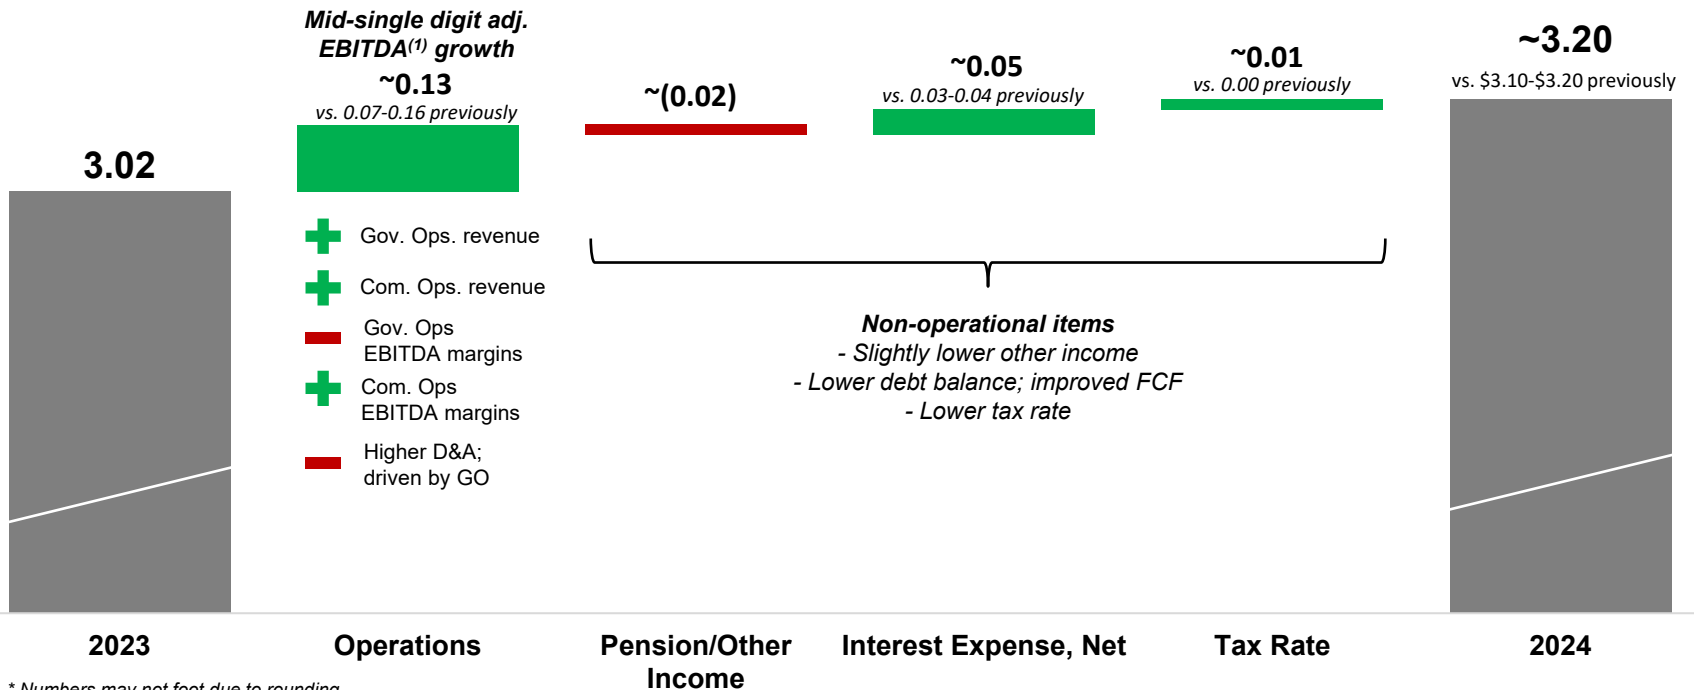 Mid-single digit adj.
EBITDA(1) growth
~0.13
vs. 0.07-0.16 previously
~(0.02)
~0.05
vs. 0.03-0.04 previously
~0.01
vs. 0.00 previously
~3.20
vs. $3.10-$3.20 previously
3.02
Gov. Ops. revenue
Com. Ops. revenue
Gov. Ops
EBITDA margins
Com. Ops
EBITDA margins
Higher D&A;
driven by GO
Non-operational items
- Slightly lower other income
- Lower debt balance; improved FCF
- Lower tax rate
2023
Operations
Pension/Other
Income
Interest Expense, Net
Tax Rate
2024
* Numbers may not foot due to rounding